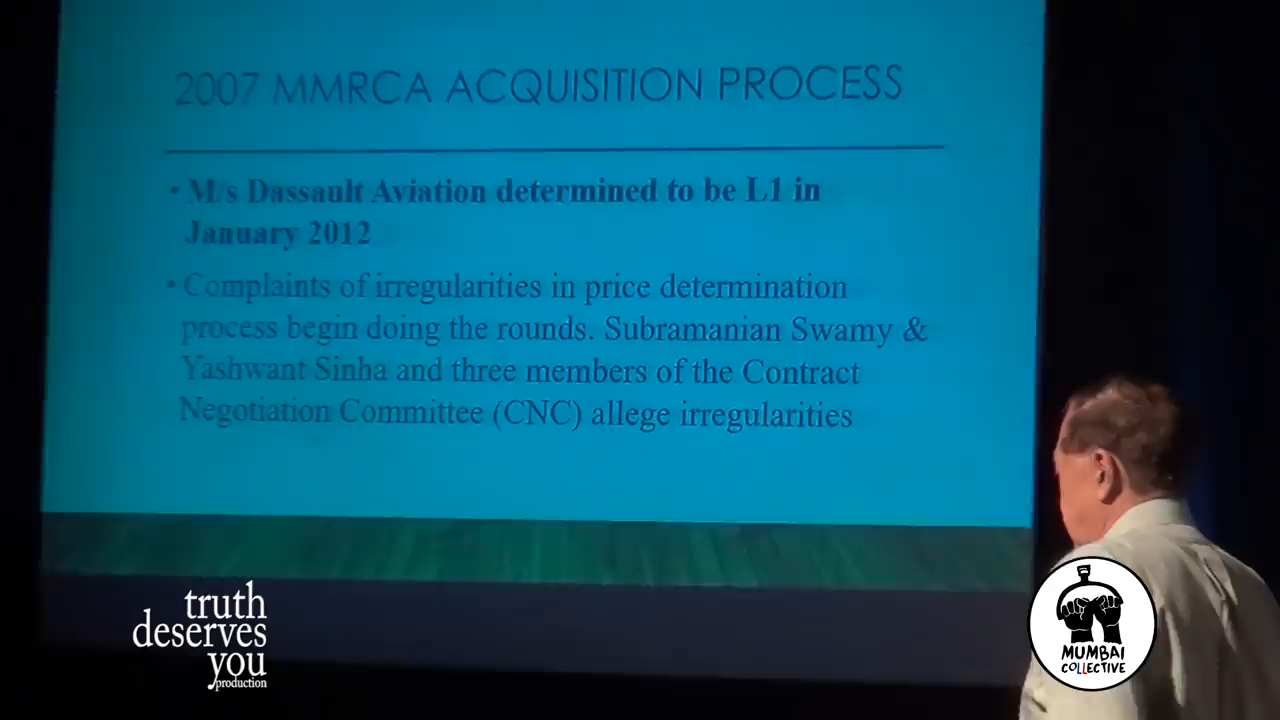 2007 MMRCA ACQUISITION PROCESS
• M/s Dassault Aviation determined to be L1 in
January 2012
• Complaints of irregularities in price determination
process begin doing the rounds. Subramanian Swamy &
Yashwant Sinha and three members of the Contract
Negotiation Committee (CNC) allege irregularities
truth
deserves
you
production
MUMBAI
COLLECTIVE